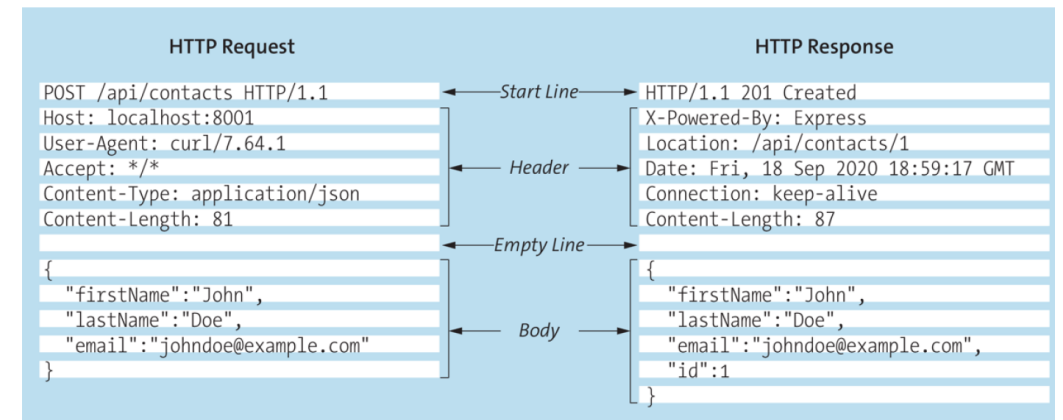 HTTP Request
POST /api/contacts HTTP/1.1
Host: localhost:8001
User-Agent: curl/7.64.1
Accept: */*
Content-Type: application/json
Content-Length: 81
{
"firstName":"John",
"lastName":"Doe",
"email":"johndoe@example.com"
}
Start Line
Header
Empty Line
Body
HTTP Response
HTTP/1.1 201 Created
X-Powered-By: Express
Location: /api/contacts/1
Date: Fri, 18 Sep 2020 18:59:17 GMT
Connection: keep-alive
Content-Length: 87
{
"firstName":"John",
"lastName":"Doe",
"email":"johndoe@example.com",
"id":1
}